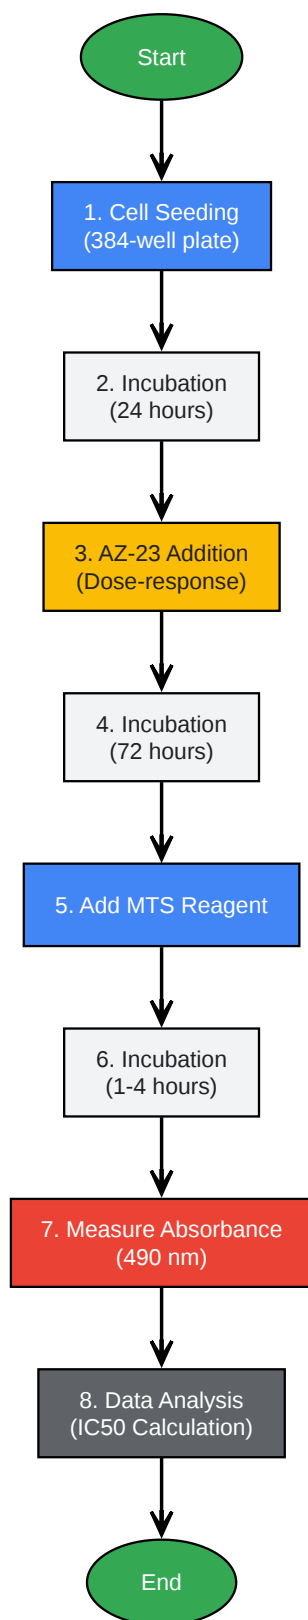 Start
1. Cell Seeding
(384-well plate)
2. Incubation
(24 hours)
3. AZ-23 Addition
(Dose-response)
4. Incubation
(72 hours)
5. Add MTS Reagent
6. Incubation
(1-4 hours)
7. Measure Absorbance
(490 nm)
8. Data Analysis
(IC50 Calculation)
End